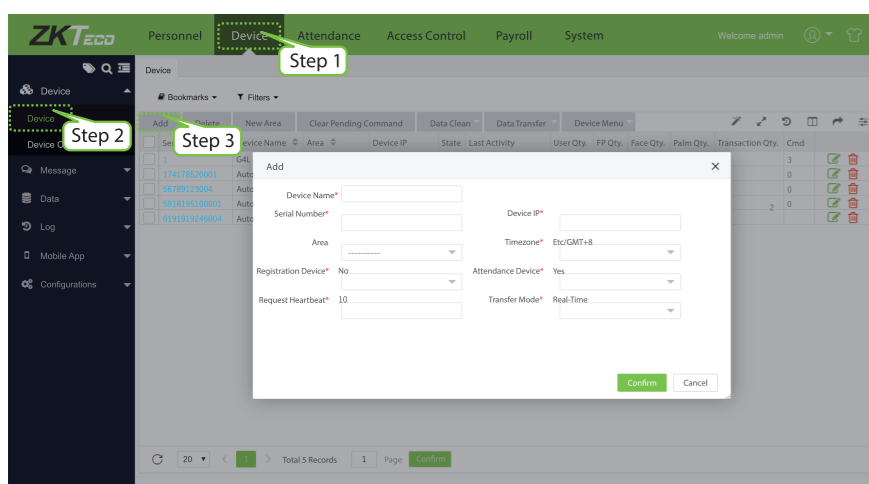 ZKTECO Personnel Device Attendance Access Control Payroll System Welcome admin
Step 1
Device
Device
Bookmarks Filters
Device
Step 2
Add Delete New Area Clear Pending Command Data Clean Data Transfer Device Menu
Step 3
Device Name Area Device IP State Last Activity User Qty. FP Qty. Face Qty. Palm Qty. Transaction Qty. Cmd
1 G4L 3
174178520001 Auto 0
56789123004 Auto 0
5816195100001 Auto 2 0
6191919246004 Auto
Message
Data
Log
Mobile App
Configurations
Add
Device Name*
Serial Number* Device IP*
Area ---------- Timezone* Etc/GMT+8
Registration Device* No Attendance Device* Yes
Request Heartbeat* 10 Transfer Mode* Real-Time
Confirm Cancel
20 1 Total 5 Records 1 Page Confirm